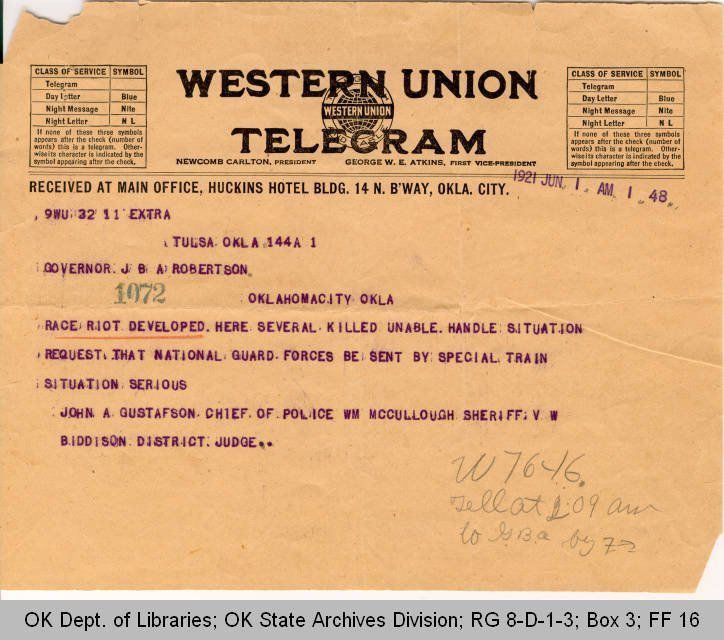 CLASS OF SERVICE SYMBOL
Telegram
Day Letter Blue
Night Message Nite
Night Letter N L
If none of these three symbols
appears after the check (number of
words) this is a telegram. Other-
wise its character is indicated by the
symbol appearing after the check.
WESTERN UNION
WESTERN UNION
TELEGRAM
NEWCOMB CARLTON, PRESIDENT GEORGE W. E. ATKINS, FIRST VICE-PRESIDENT
CLASS OF SERVICE SYMBOL
Telegram
Day Letter Blue
Night Message Nite
Night Letter N L
If none of these three symbols
appears after the check (number of
words) this is a telegram. Other-
wise its character is indicated by the
symbol appearing after the check.
RECEIVED AT MAIN OFFICE, HUCKINS HOTEL BLDG. 14 N. B'WAY, OKLA. CITY.
1921 JUN 1 AM 1 48
9WU 32 11 EXTRA
TULSA OKLA 144A 1
GOVERNOR J B A ROBERTSON
1072
OKLAHOMACITY OKLA
RACE RIOT DEVELOPED HERE SEVERAL KILLED UNABLE HANDLE SITUATION
REQUEST THAT NATIONAL GUARD FORCES BE SENT BY SPECIAL TRAIN
SITUATION SERIOUS
JOHN A GUSTAFSON CHIEF OF POLICE WM MCCULLOUGH SHERIFF V W
BIDDISON DISTRICT JUDGE..
W 7646.
at 2:09 am
to by
OK Dept. of Libraries; OK State Archives Division; RG 8-D-1-3; Box 3; FF 16